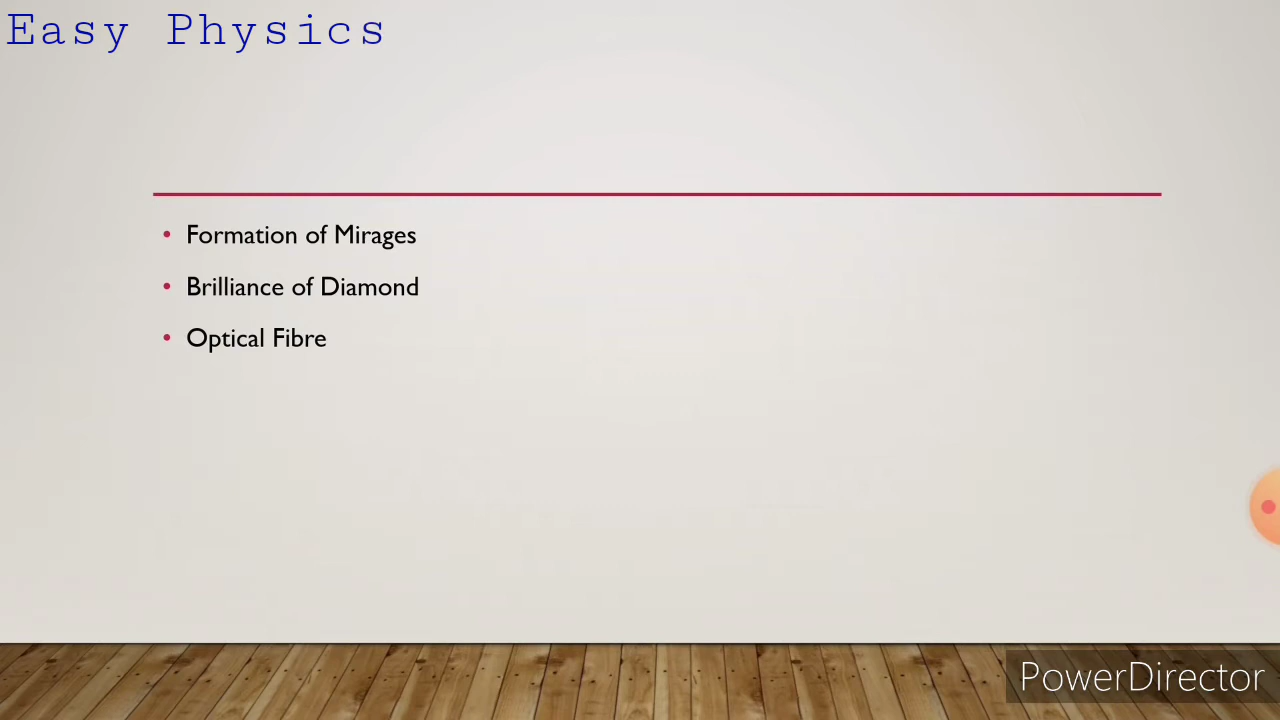 Easy Physics
• Formation of Mirages
• Brilliance of Diamond
• Optical Fibre
PowerDirector